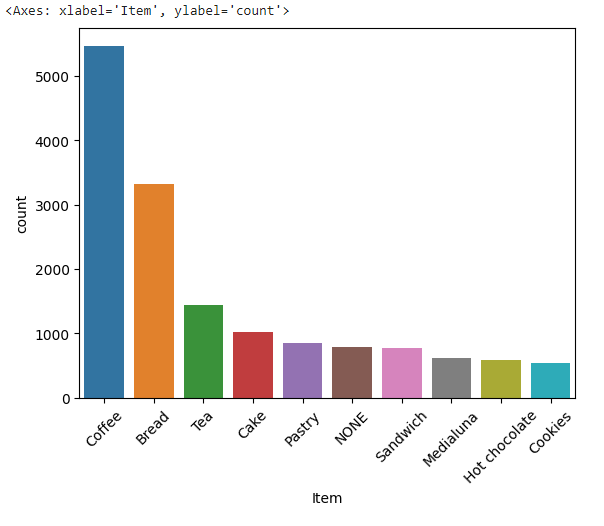 <Axes: xlabel='Item', ylabel='count'>
5000
4000
3000
2000
1000
0
count
Coffee
Bread
Tea
Cake
Pastry
NONE
Sandwich
Medialuna
Hot chocolate
Cookies
Item